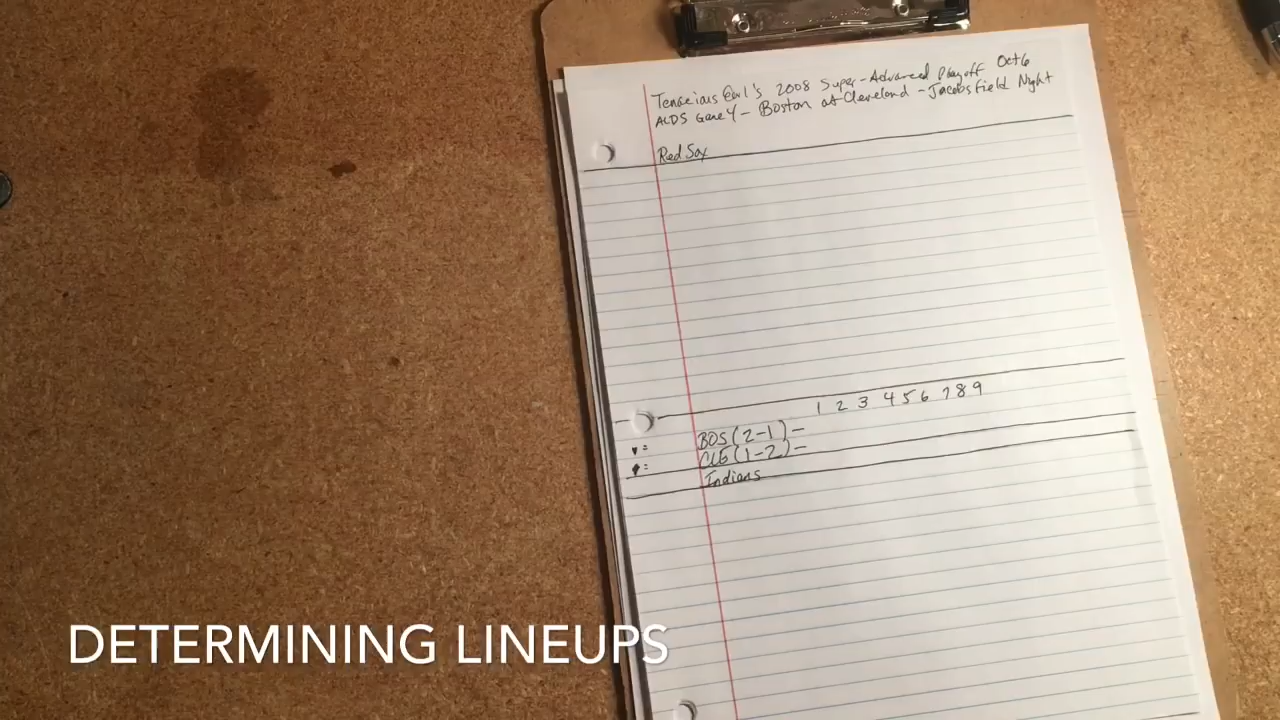 Tenacious Earl's 2008 Super-Advanced Playoff Oct 6
ALDS Game 4 - Boston at Cleveland - Jacobs Field Night
Red Sox
1 2 3 4 5 6 7 8 9
BOS (2-1) -
CLE (1-2) -
Indians
DETERMINING LINEUPS